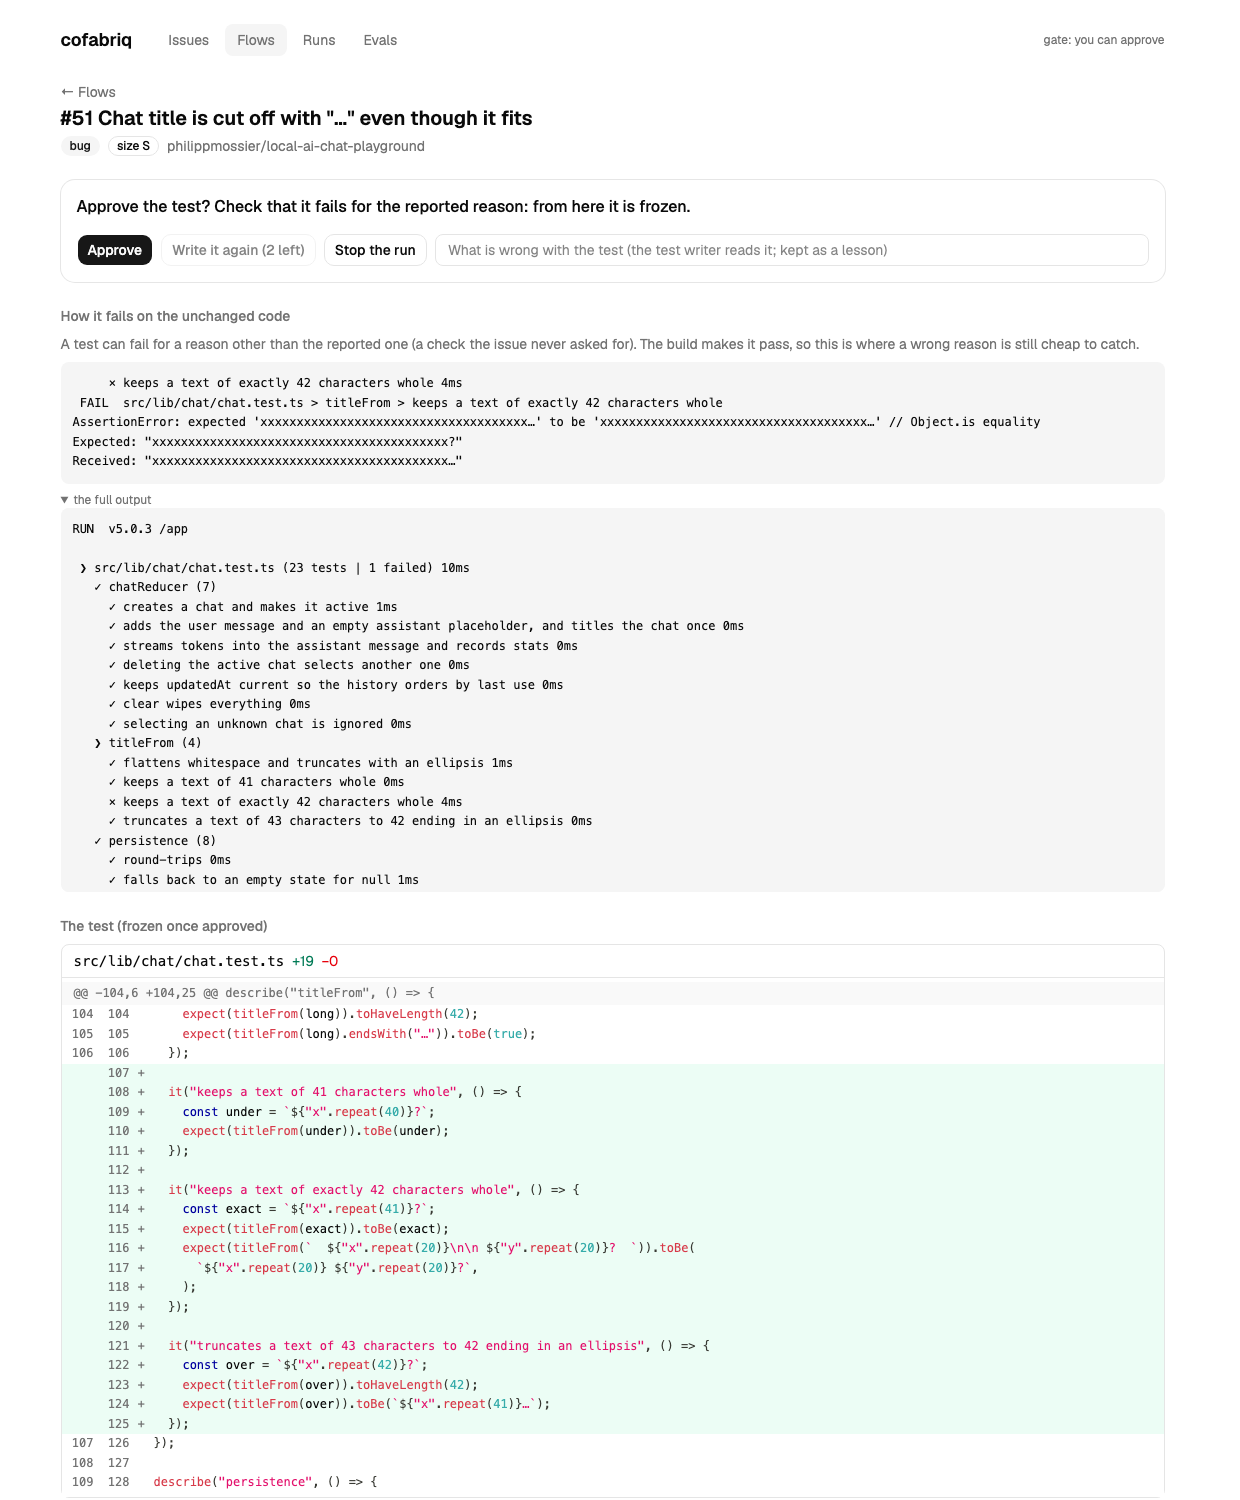 cofabriq Issues Flows Runs Evals gate: you can approve
← Flows
#51 Chat title is cut off with "…" even though it fits
bug size S philippmossier/local-ai-chat-playground
Approve the test? Check that it fails for the reported reason: from here it is frozen.
Approve Write it again (2 left) Stop the run What is wrong with the test (the test writer reads it; kept as a lesson)
How it fails on the unchanged code
A test can fail for a reason other than the reported one (a check the issue never asked for). The build makes it pass, so this is where a wrong reason is still cheap to catch.
× keeps a text of exactly 42 characters whole 4ms
FAIL src/lib/chat/chat.test.ts > titleFrom > keeps a text of exactly 42 characters whole
AssertionError: expected 'xxxxxxxxxxxxxxxxxxxxxxxxxxxxxxxxxxxxx…' to be 'xxxxxxxxxxxxxxxxxxxxxxxxxxxxxxxxxxxxx…' // Object.is equality
Expected: "xxxxxxxxxxxxxxxxxxxxxxxxxxxxxxxxxxxxxxxxx?"
Received: "xxxxxxxxxxxxxxxxxxxxxxxxxxxxxxxxxxxxxxxxx…"
▼ the full output
RUN v5.0.3 /app
❯ src/lib/chat/chat.test.ts (23 tests | 1 failed) 10ms
✓ chatReducer (7)
✓ creates a chat and makes it active 1ms
✓ adds the user message and an empty assistant placeholder, and titles the chat once 0ms
✓ streams tokens into the assistant message and records stats 0ms
✓ deleting the active chat selects another one 0ms
✓ keeps updatedAt current so the history orders by last use 0ms
✓ clear wipes everything 0ms
✓ selecting an unknown chat is ignored 0ms
❯ titleFrom (4)
✓ flattens whitespace and truncates with an ellipsis 1ms
✓ keeps a text of 41 characters whole 0ms
× keeps a text of exactly 42 characters whole 4ms
✓ truncates a text of 43 characters to 42 ending in an ellipsis 0ms
✓ persistence (8)
✓ round-trips 0ms
✓ falls back to an empty state for null 1ms
The test (frozen once approved)
src/lib/chat/chat.test.ts +19 −0
@@ -104,6 +104,25 @@ describe("titleFrom", () => {
104 104 expect(titleFrom(long)).toHaveLength(42);
105 105 expect(titleFrom(long).endsWith("…")).toBe(true);
106 106 });
107 +
108 + it("keeps a text of 41 characters whole", () => {
109 + const under = `${"x".repeat(40)}?`;
110 + expect(titleFrom(under)).toBe(under);
111 + });
112 +
113 + it("keeps a text of exactly 42 characters whole", () => {
114 + const exact = `${"x".repeat(41)}?`;
115 + expect(titleFrom(exact)).toBe(exact);
116 + expect(titleFrom(`  ${"x".repeat(20)}\n\n ${"y".repeat(20)}?  `)).toBe(
117 + `${"x".repeat(20)} ${"y".repeat(20)}?`,
118 + );
119 + });
120 +
121 + it("truncates a text of 43 characters to 42 ending in an ellipsis", () => {
122 + const over = `${"x".repeat(42)}?`;
123 + expect(titleFrom(over)).toHaveLength(42);
124 + expect(titleFrom(over)).toBe(`${"x".repeat(41)}…`);
125 + });
107 126 });
108 127
109 128 describe("persistence", () => {